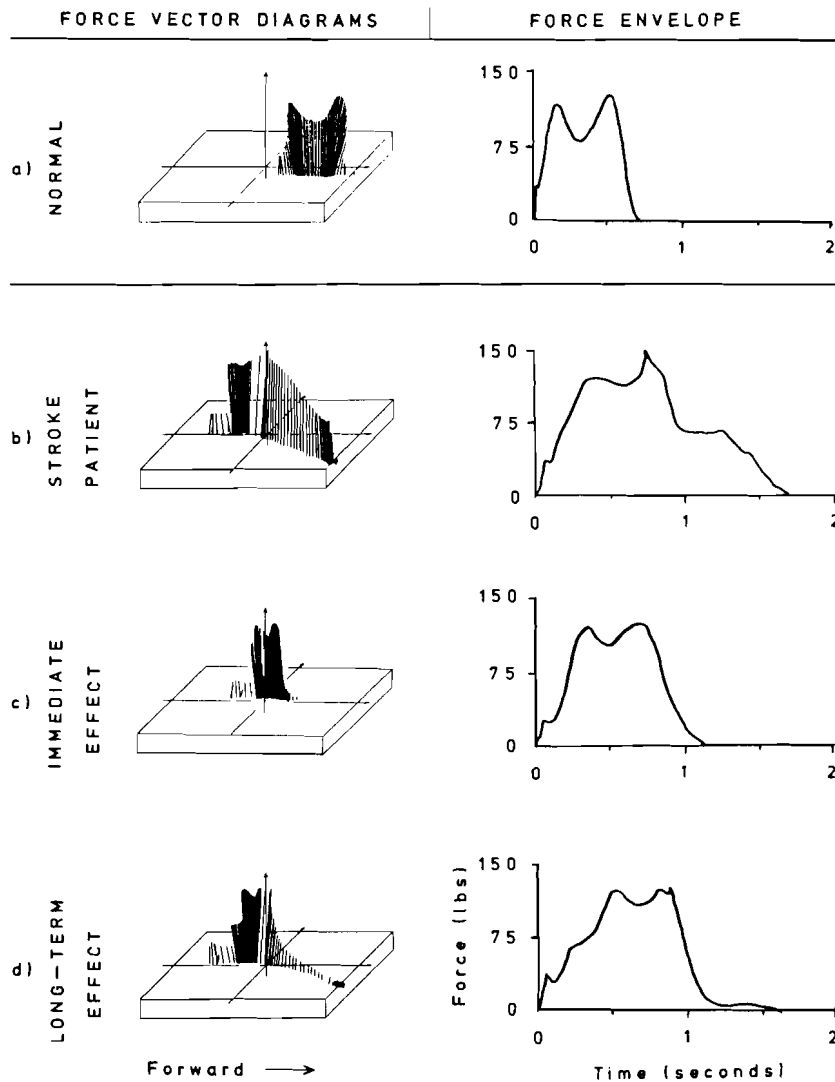 FORCE VECTOR DIAGRAMS
FORCE ENVELOPE
a)
NORMAL
150
75
0
0
1
2
b)
STROKE
PATIENT
150
75
0
0
1
2
c)
IMMEDIATE
EFFECT
150
75
0
0
1
2
d)
LONG-TERM
EFFECT
Force (lbs)
150
75
0
0
1
2
Forward
Time (seconds)